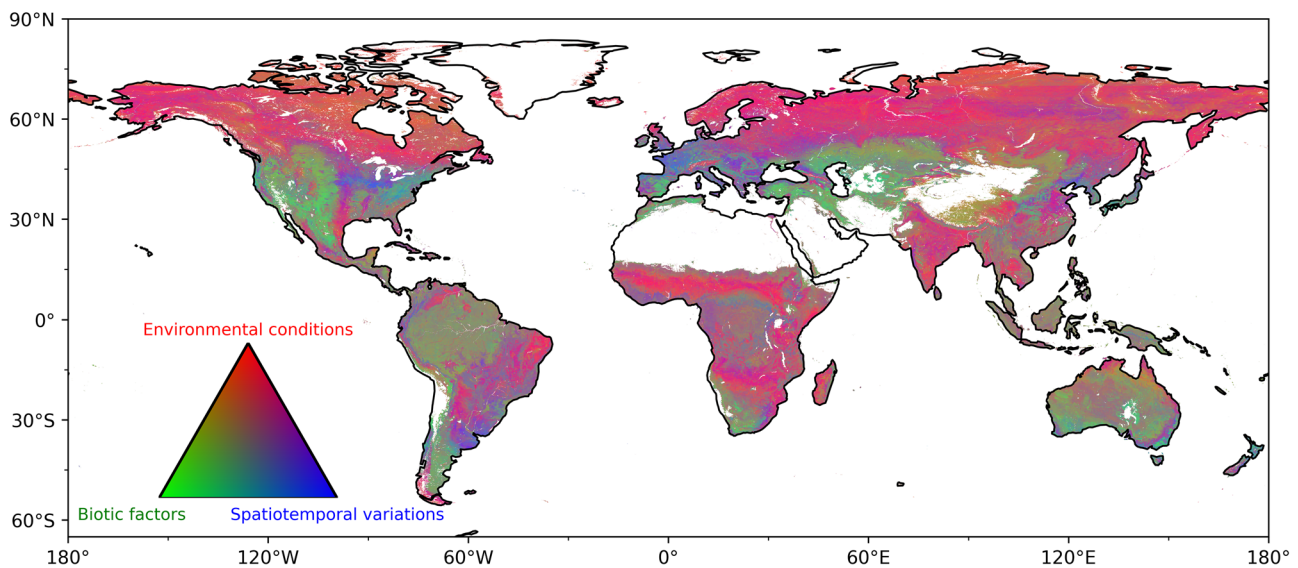 90°N
60°N
30°N
0°
30°S
60°S
Environmental conditions
Biotic factors
Spatiotemporal variations
180°
120°W
60°W
0°
60°E
120°E
180°